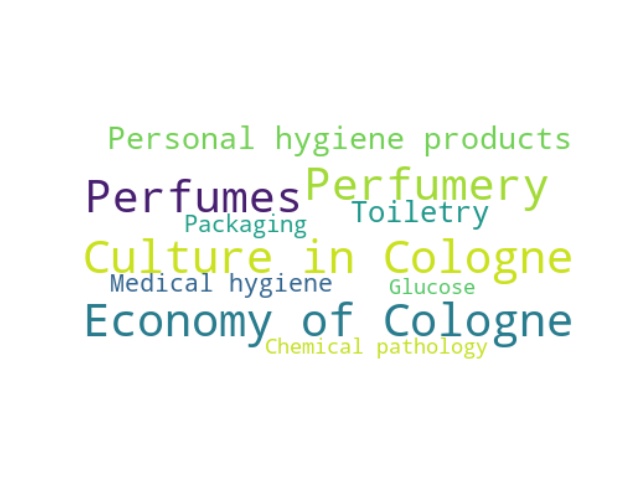 Personal hygiene products
Perfumery
Perfumes
Toiletry
Packaging
Culture in Cologne
Medical hygiene
Glucose
Economy of Cologne
Chemical pathology